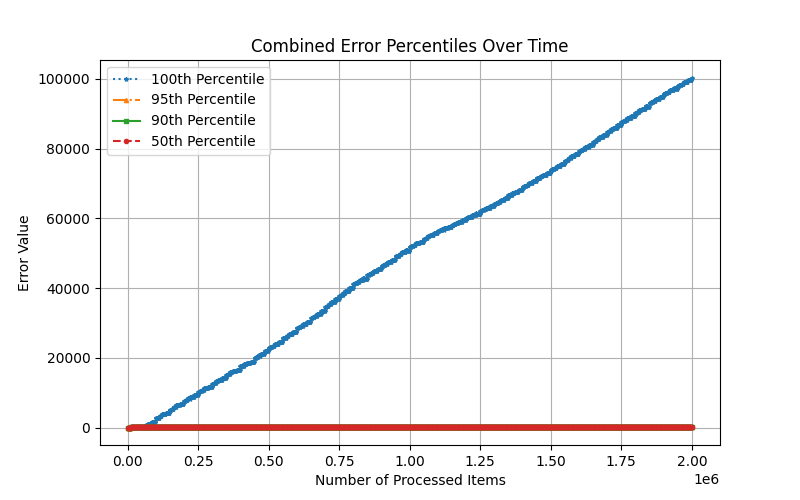 Combined Error Percentiles Over Time
100th Percentile
95th Percentile
90th Percentile
50th Percentile
Error Value
100000
80000
60000
40000
20000
0
0.00 0.25 0.50 0.75 1.00 1.25 1.50 1.75 2.00
1e6
Number of Processed Items